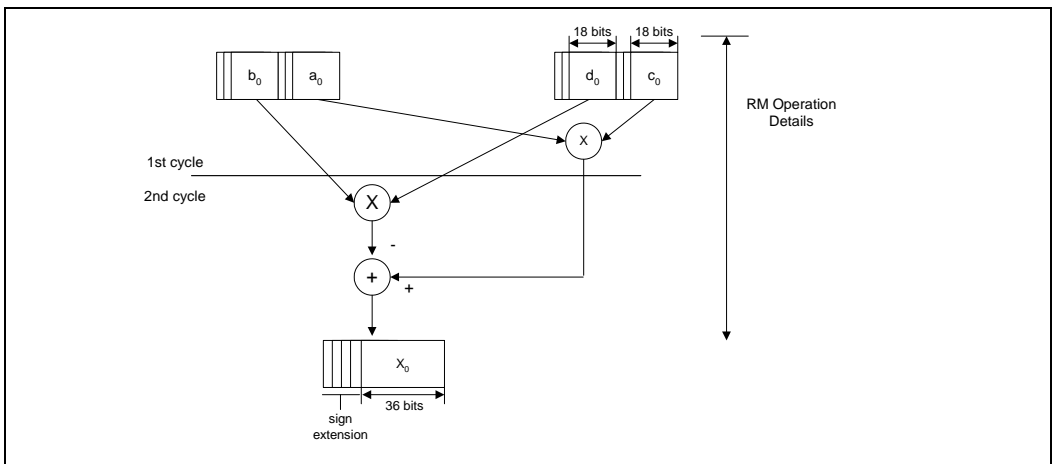 18 bits 18 bits
b0 a0 d0 c0
RM Operation
Details
X
1st cycle
2nd cycle
X
-
+
+
X0
36 bits
sign
extension